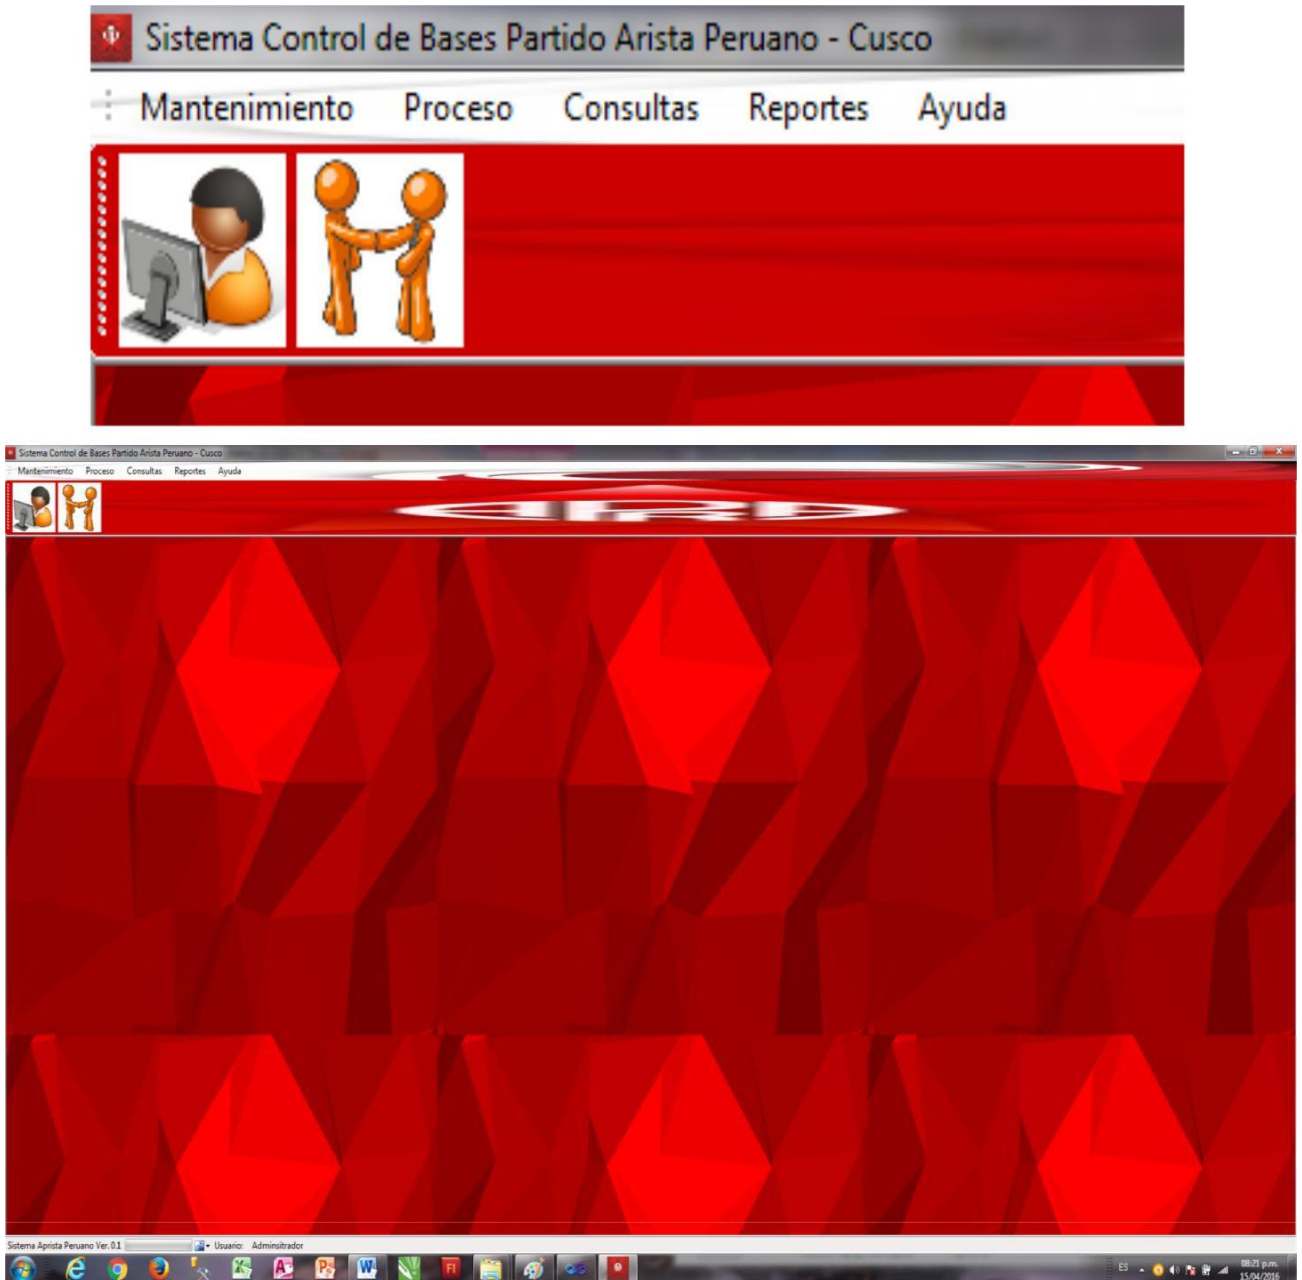 Sistema Control de Bases Partido Arista Peruano - Cusco
Mantenimiento Proceso Consultas Reportes Ayuda
Sistema Control de Bases Partido Arista Peruano - Cusco
Mantenimiento Proceso Consultas Reportes Ayuda
Sistema Aprista Peruano Ver. 0.1 Usuario: Adminsitrador
ES 08:21 p.m.
15/04/2016